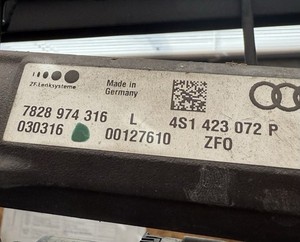 ZF Lenksysteme
Made in
Germany
7828 974 316 L
4S1 423 072 P
030316
00127610
ZFO